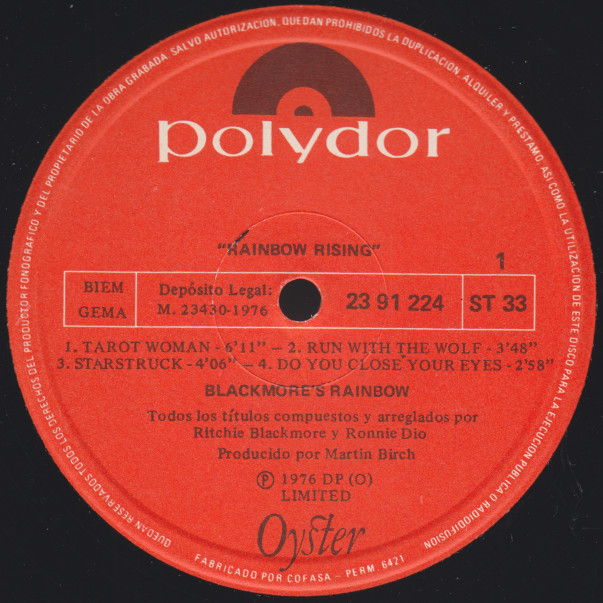 polydor
"RAINBOW RISING"
1
BIEM
GEMA
Depósito Legal:
M. 23430-1976
23 91 224
ST 33
1. TAROT WOMAN - 6'11" — 2. RUN WITH THE WOLF - 3'48"
3. STARSTRUCK - 4'06" — 4. DO YOU CLOSE YOUR EYES - 2'58"
BLACKMORE'S RAINBOW
Todos los títulos compuestos y arreglados por
Ritchie Blackmore y Ronnie Dio
Producido por Martin Birch
Ⓟ 1976 DP (O)
LIMITED
Oyster
QUEDAN RESERVADOS TODOS LOS DERECHOS DEL PRODUCTOR FONOGRAFICO Y DEL PROPIETARIO DE LA OBRA GRABADA. SALVO AUTORIZACION, QUEDAN PROHIBIDOS LA DUPLICACION, ALQUILER Y PRESTAMO, ASI COMO LA UTILIZACION DE ESTE DISCO PARA LA EJECUCION PUBLICA O RADIODIFUSION
FABRICADO POR COFASA - PERM. 6421